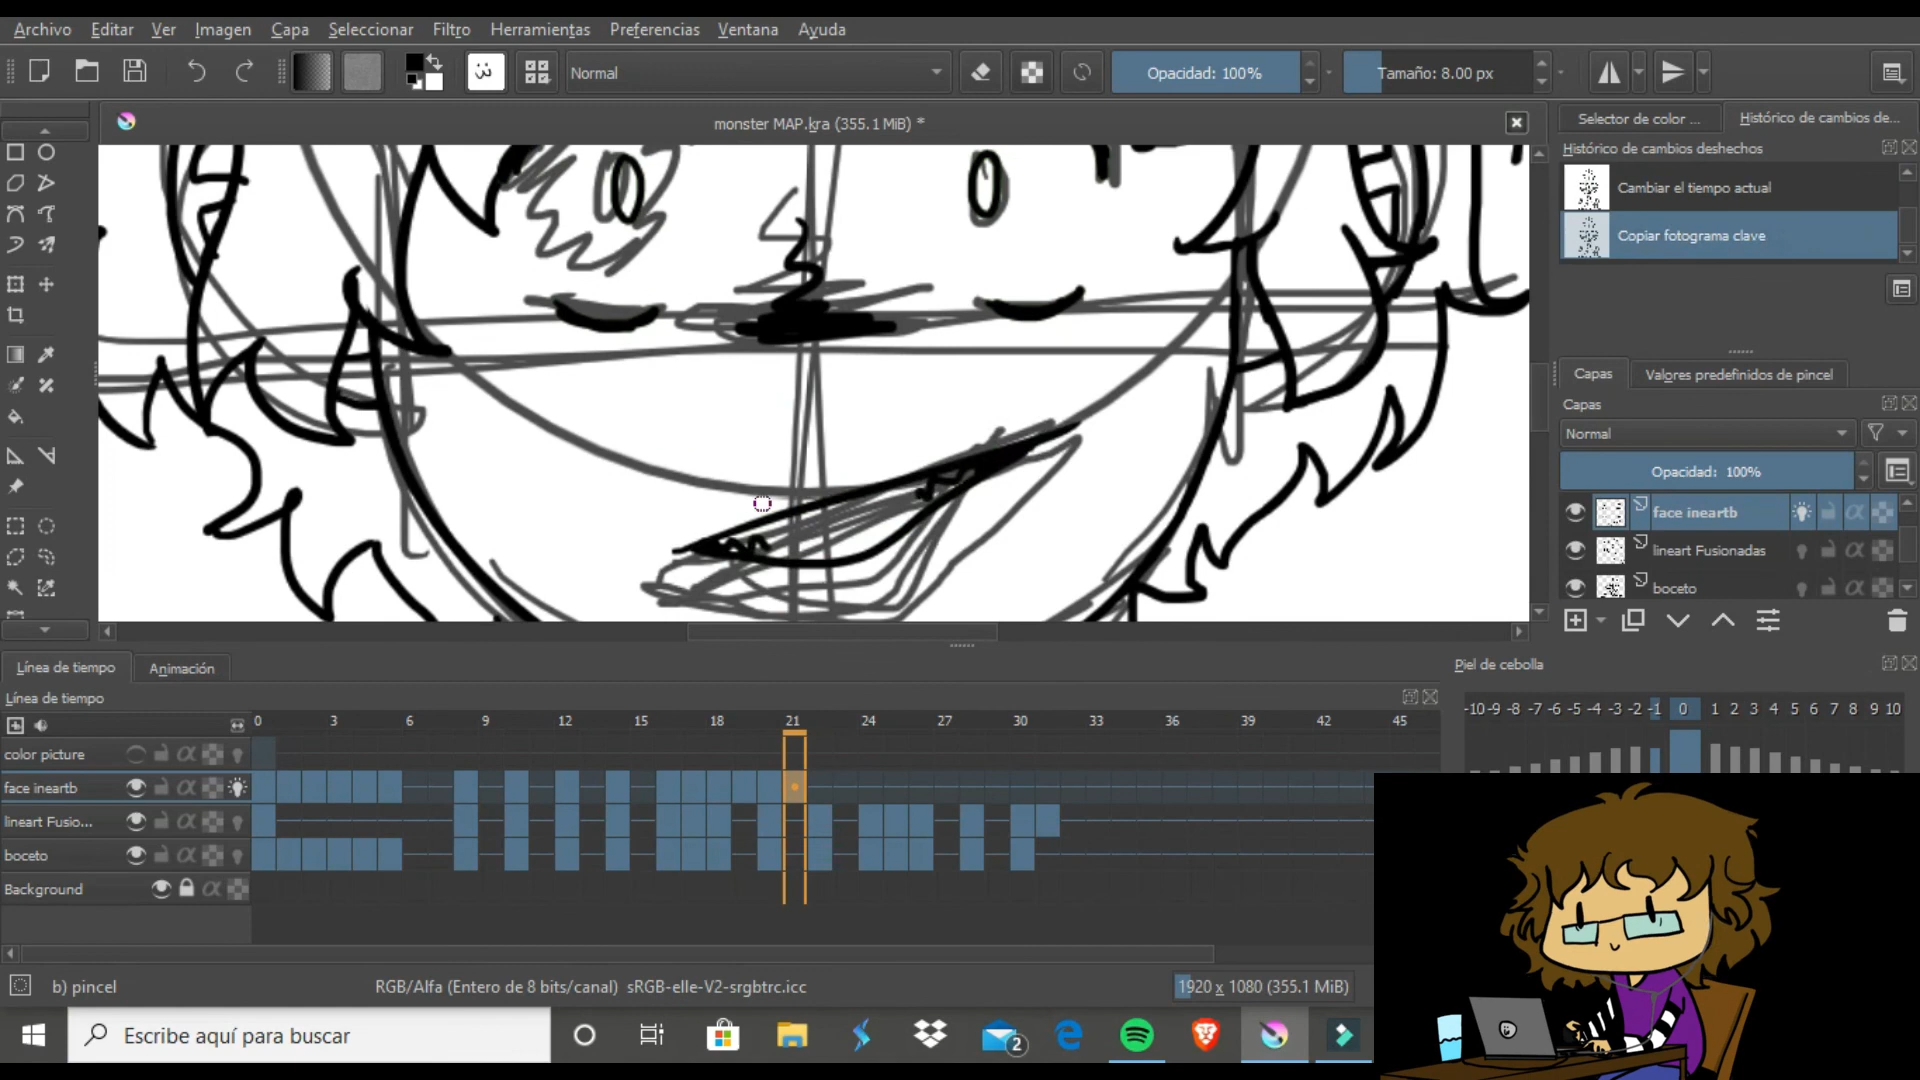 Archivo Editar Ver Imagen Capa Seleccionar Filtro Herramientas Preferencias Ventana Ayuda
Normal Opacidad: 100% Tamaño: 8.00 px
monster MAP.kra (355.1 MiB) *
Selector de color ... Histórico de cambios de...
Histórico de cambios deshechos
Cambiar el tiempo actual
Copiar fotograma clave
Capas Valores predefinidos de pincel
Capas
Normal
Opacidad: 100%
face ineartb
lineart Fusionadas
boceto
Línea de tiempo Animación
Línea de tiempo
0 3 6 9 12 15 18 21 24 27 30 33 36 39 42 45
color picture
face ineartb
lineart Fusio...
boceto
Background
Piel de cebolla
-10 -9 -8 -7 -6 -5 -4 -3 -2 -1 0 1 2 3 4 5 6 7 8 9 10
b) pincel RGB/Alfa (Entero de 8 bits/canal) sRGB-elle-V2-srgbtrc.icc 1920 x 1080 (355.1 MiB)
Escribe aquí para buscar
2